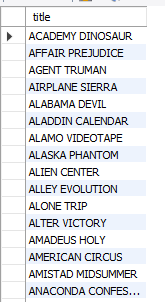 title
ACADEMY DINOSAUR
AFFAIR PREJUDICE
AGENT TRUMAN
AIRPLANE SIERRA
ALABAMA DEVIL
ALADDIN CALENDAR
ALAMO VIDEOTAPE
ALASKA PHANTOM
ALIEN CENTER
ALLEY EVOLUTION
ALONE TRIP
ALTER VICTORY
AMADEUS HOLY
AMERICAN CIRCUS
AMISTAD MIDSUMMER
ANACONDA CONFES...